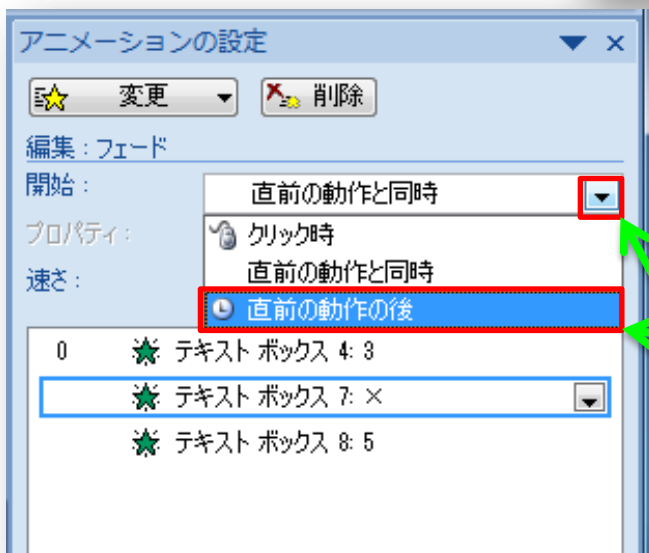 アニメーションの設定
変更 削除
編集：フェード
開始： 直前の動作と同時
プロパティ： クリック時
直前の動作と同時
速さ：
直前の動作の後
0 テキスト ボックス 4: 3
テキスト ボックス 7: ×
テキスト ボックス 8: 5